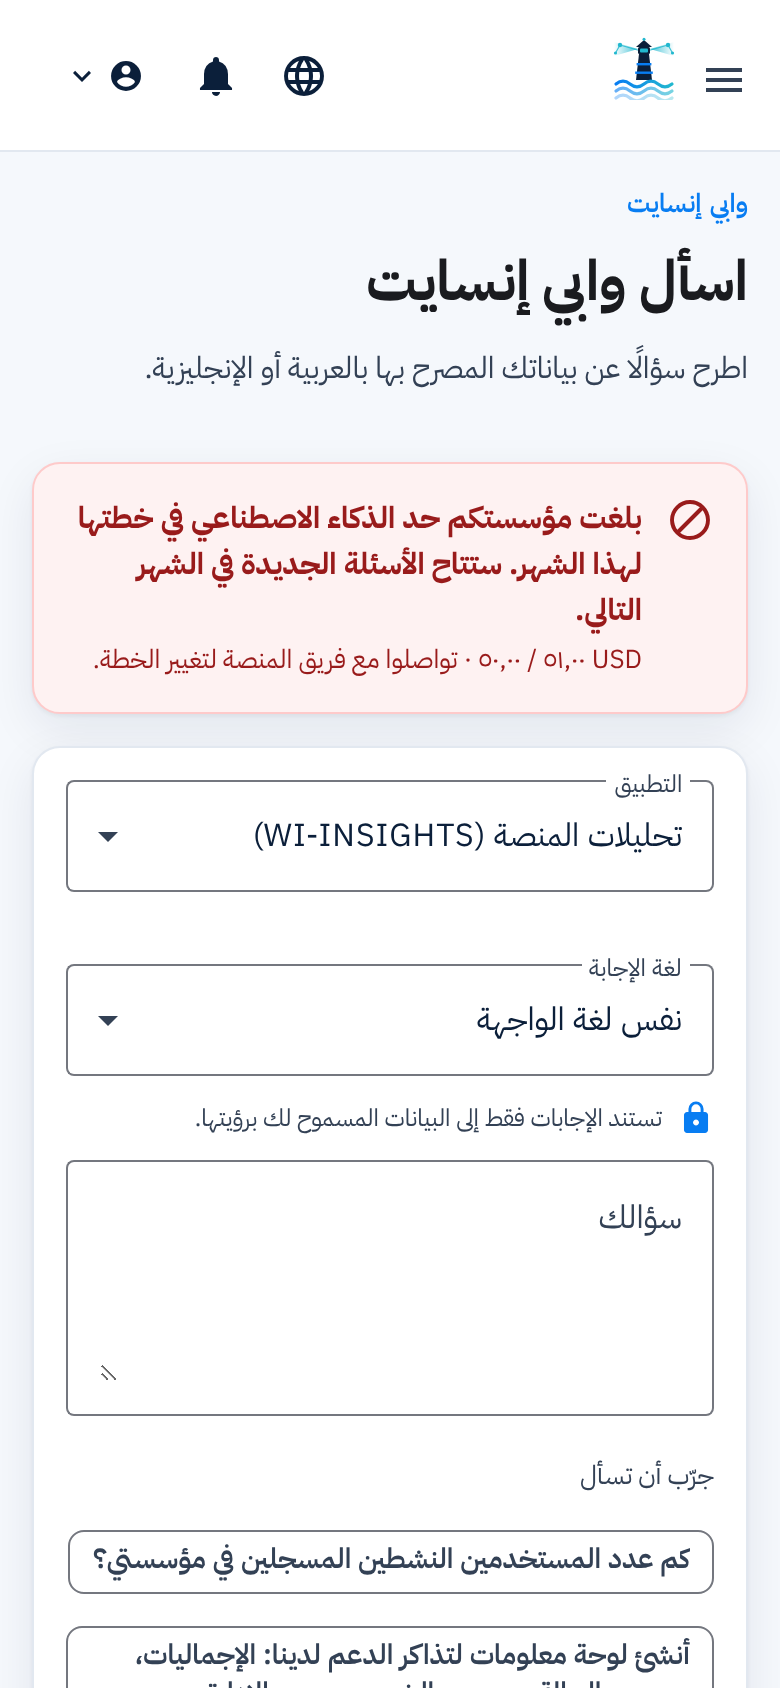 وابي إنسايت
اسأل وابي إنسايت
اطرح سؤالًا عن بياناتك المصرح بها بالعربية أو الإنجليزية.
بلغت مؤسستكم حد الذكاء الاصطناعي في خطتها
لهذا الشهر. ستتاح الأسئلة الجديدة في الشهر
التالي.
USD ٥١,٠٠ / ٥٠,٠٠ · تواصلوا مع فريق المنصة لتغيير الخطة.
التطبيق
تحليلات المنصة (WI-INSIGHTS)
لغة الإجابة
نفس لغة الواجهة
تستند الإجابات فقط إلى البيانات المسموح لك برؤيتها.
سؤالك
جرّب أن تسأل
كم عدد المستخدمين النشطين المسجلين في مؤسستي؟
أنشئ لوحة معلومات لتذاكر الدعم لدينا: الإجماليات،